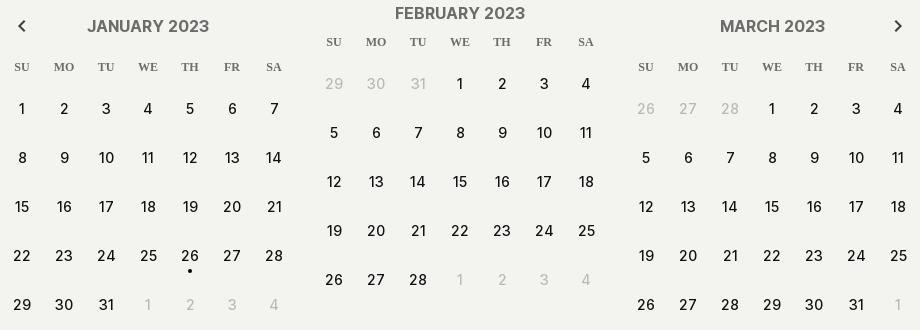 JANUARY 2023
SU MO TU WE TH FR SA
1 2 3 4 5 6 7
8 9 10 11 12 13 14
15 16 17 18 19 20 21
22 23 24 25 26 27 28
29 30 31 1 2 3 4
FEBRUARY 2023
SU MO TU WE TH FR SA
29 30 31 1 2 3 4
5 6 7 8 9 10 11
12 13 14 15 16 17 18
19 20 21 22 23 24 25
26 27 28 1 2 3 4
MARCH 2023
SU MO TU WE TH FR SA
26 27 28 1 2 3 4
5 6 7 8 9 10 11
12 13 14 15 16 17 18
19 20 21 22 23 24 25
26 27 28 29 30 31 1